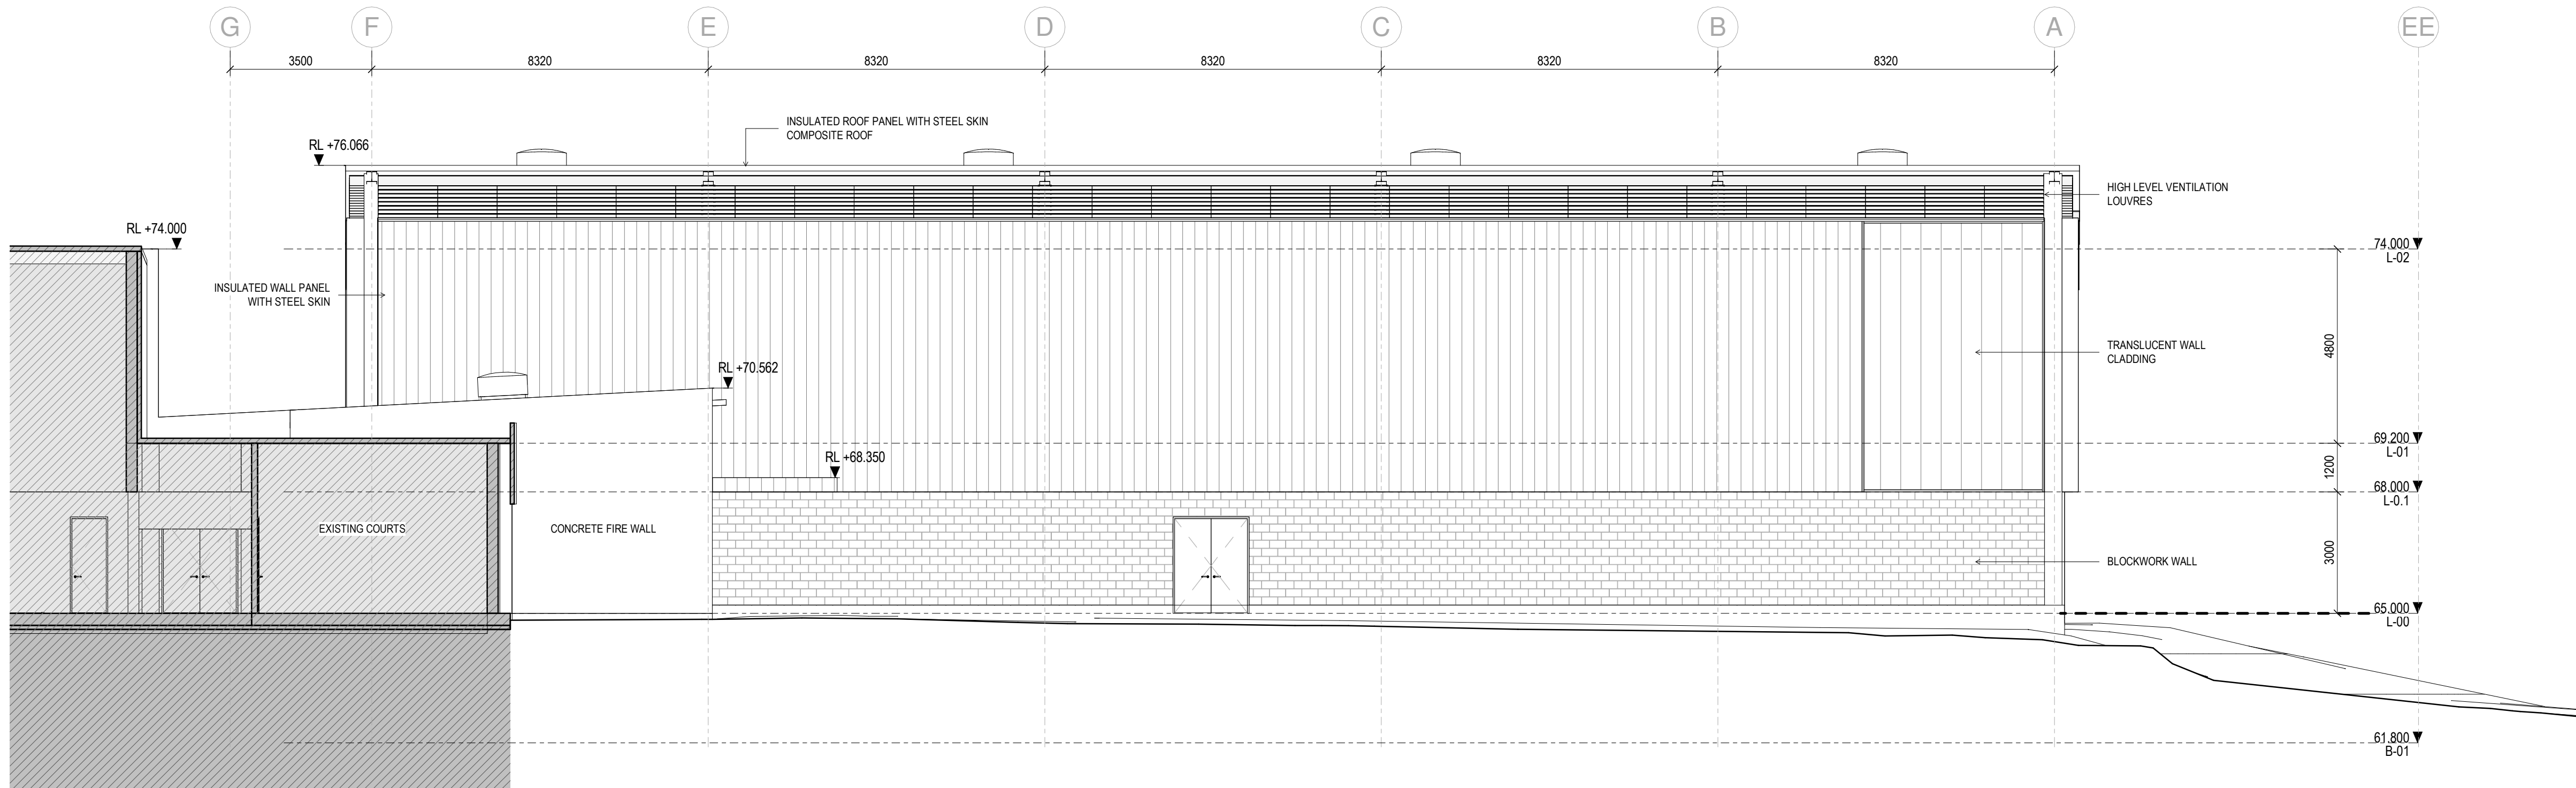 G
F
E
D
C
B
A
EE
3500
8320
8320
8320
8320
8320
INSULATED ROOF PANEL WITH STEEL SKIN
COMPOSITE ROOF
RL +76.066
HIGH LEVEL VENTILATION
LOUVRES
RL +74.000
74.000
L-02
INSULATED WALL PANEL
WITH STEEL SKIN
4800
TRANSLUCENT WALL
CLADDING
RL +70.562
69.200
L-01
RL +68.350
1200
68.000
L-0.1
EXISTING COURTS
CONCRETE FIRE WALL
3000
BLOCKWORK WALL
65.000
L-00
61.800
B-01